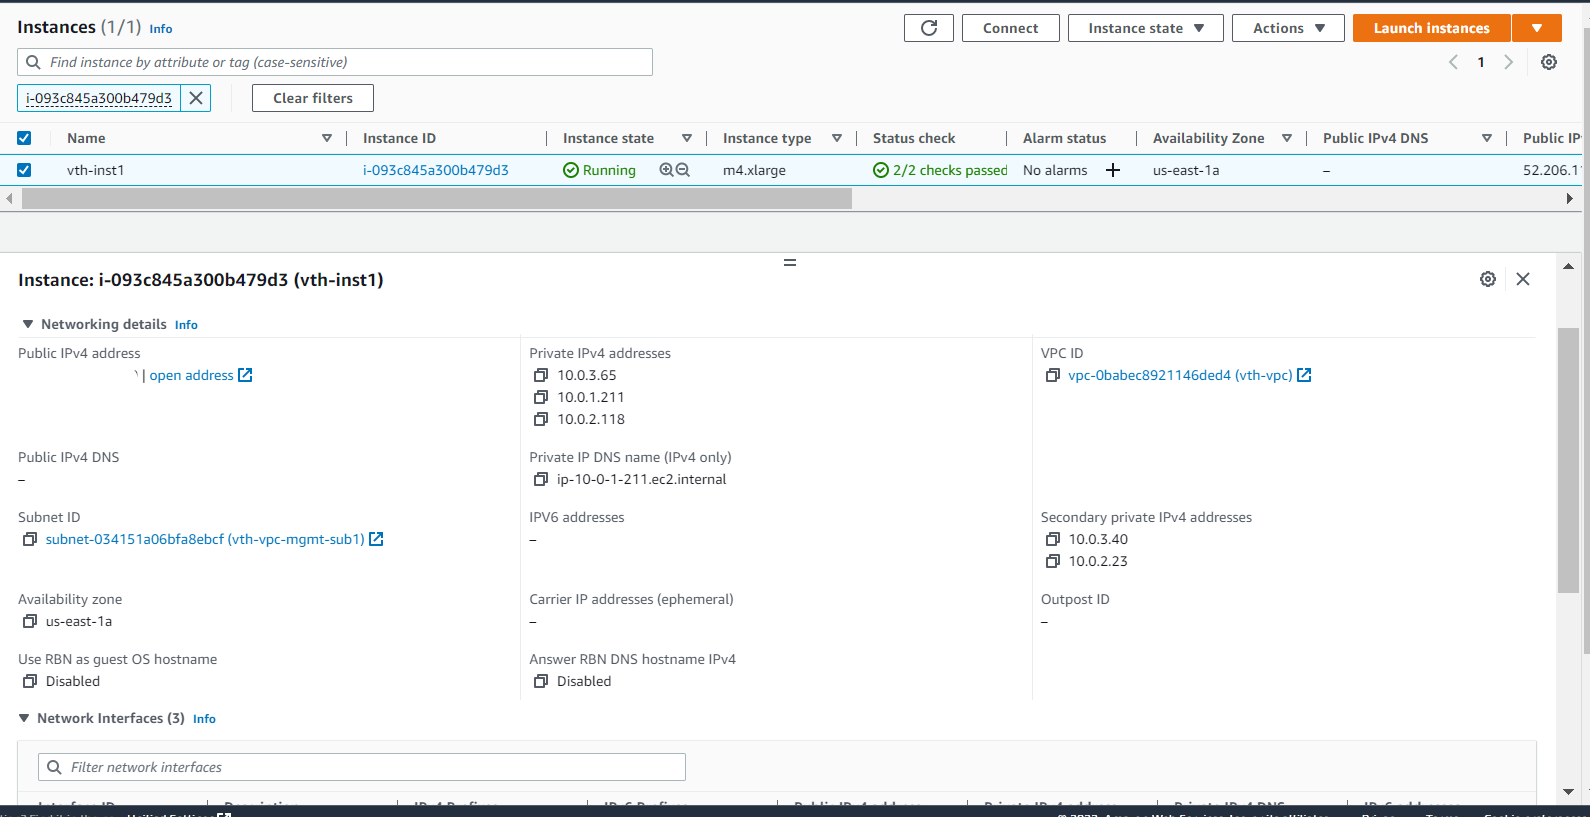 Instances (1/1) Info
Connect
Instance state
Actions
Launch instances
Find instance by attribute or tag (case-sensitive)
1
i-093c845a300b479d3
Clear filters
Name Instance ID Instance state Instance type Status check Alarm status Availability Zone Public IPv4 DNS Public IP
vth-inst1 i-093c845a300b479d3 Running m4.xlarge 2/2 checks passed No alarms + us-east-1a – 52.206.1
Instance: i-093c845a300b479d3 (vth-inst1)
Networking details Info
Public IPv4 address Private IPv4 addresses VPC ID
| open address 10.0.3.65 vpc-0babec8921146ded4 (vth-vpc)
10.0.1.211
10.0.2.118
Public IPv4 DNS Private IP DNS name (IPv4 only)
– ip-10-0-1-211.ec2.internal
Subnet ID IPV6 addresses Secondary private IPv4 addresses
subnet-034151a06bfa8ebcf (vth-vpc-mgmt-sub1) – 10.0.3.40
10.0.2.23
Availability zone Carrier IP addresses (ephemeral) Outpost ID
us-east-1a – –
Use RBN as guest OS hostname Answer RBN DNS hostname IPv4
Disabled Disabled
Network Interfaces (3) Info
Filter network interfaces